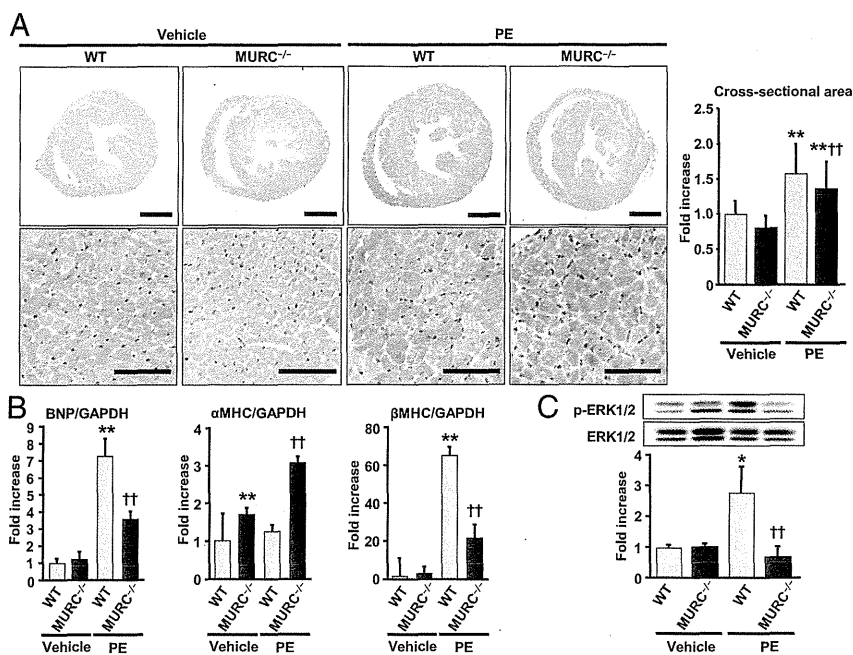 A
Vehicle
PE
WT
MURC–/–
WT
MURC–/–
Cross-sectional area
Fold increase
2.5
2.0
1.5
1.0
0.5
0
**
**††
WT
MURC–/–
WT
MURC–/–
Vehicle
PE
B
BNP/GAPDH
Fold increase
8
7
6
5
4
3
2
1
0
**
††
WT
MURC–/–
WT
MURC–/–
Vehicle
PE
αMHC/GAPDH
Fold increase
4
3
2
1
0
**
††
WT
MURC–/–
WT
MURC–/–
Vehicle
PE
βMHC/GAPDH
Fold increase
80
60
40
20
0
**
††
WT
MURC–/–
WT
MURC–/–
Vehicle
PE
C
p-ERK1/2
ERK1/2
Fold increase
4
3
2
1
0
*
††
WT
MURC–/–
WT
MURC–/–
Vehicle
PE